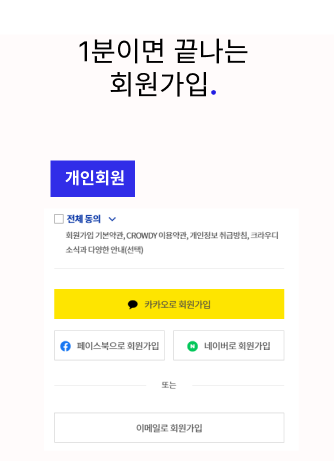 1분이면 끝나는
회원가입.
개인회원
전체 동의
회원가입 기본약관, CROWDY 이용약관, 개인정보 취급방침, 크라우디
소식과 다양한 안내(선택)
카카오로 회원가입
페이스북으로 회원가입
네이버로 회원가입
또는
이메일로 회원가입